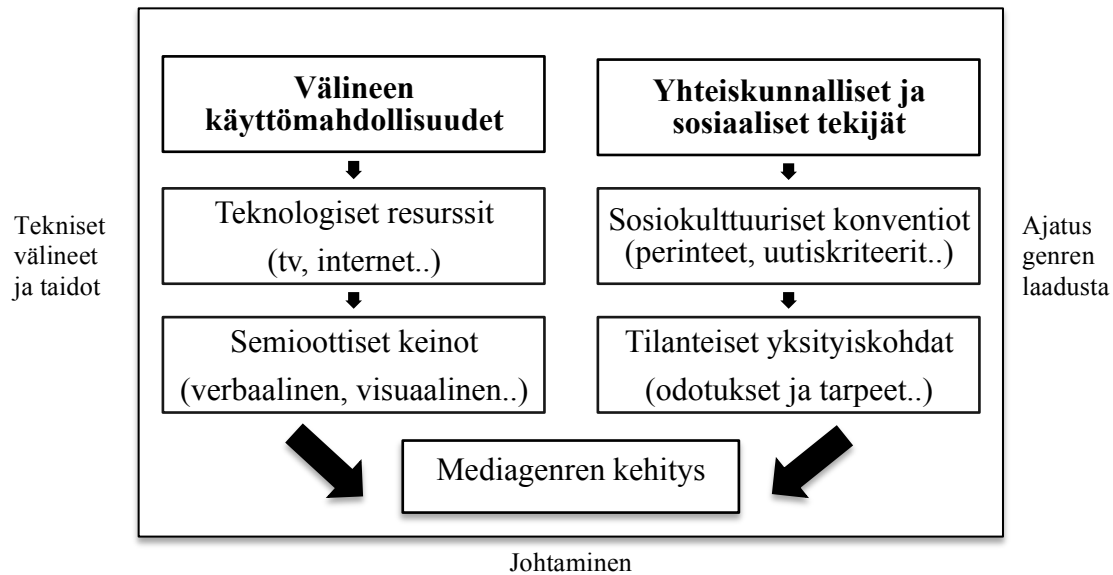 Välineen
käyttömahdollisuudet
Yhteiskunnalliset ja
sosiaaliset tekijät
Tekniset
välineet
ja taidot
Teknologiset resurssit
(tv, internet..)
Sosiokulttuuriset konventiot
(perinteet, uutiskriteerit..)
Ajatus
genren
laadusta
Semioottiset keinot
(verbaalinen, visuaalinen..)
Tilanteiset yksityiskohdat
(odotukset ja tarpeet..)
Mediagenren kehitys
Johtaminen